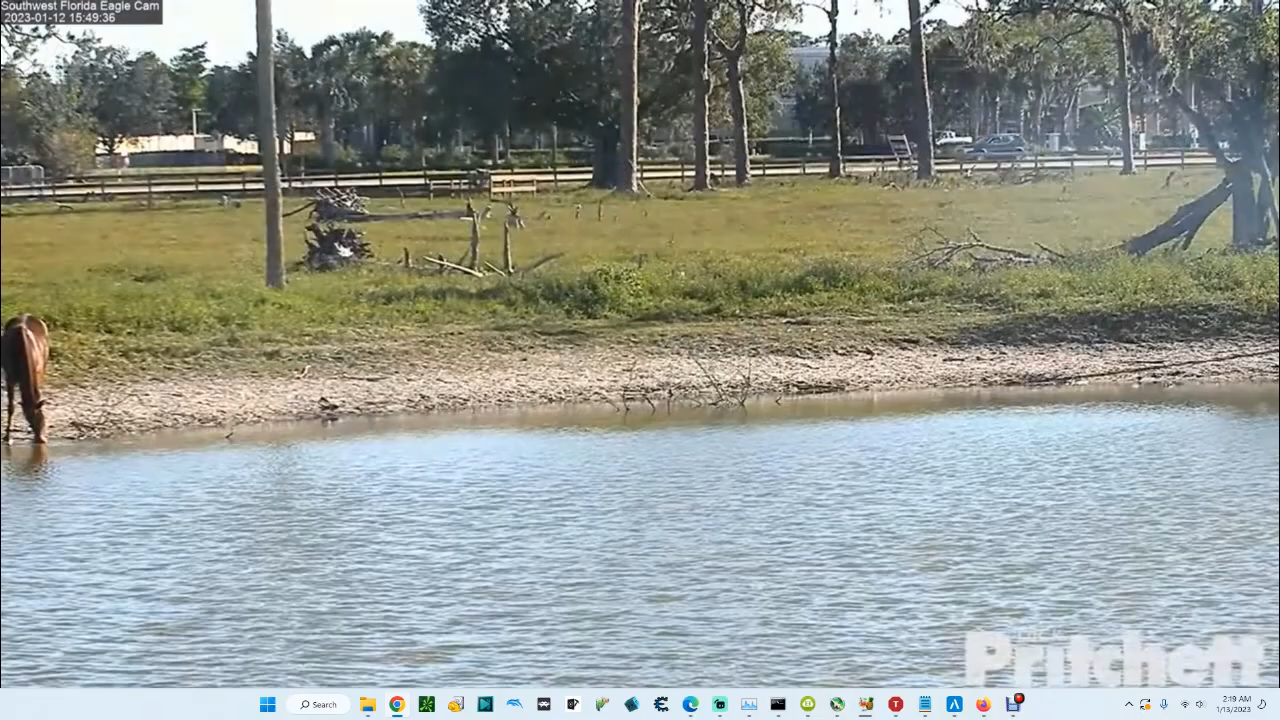 Southwest Florida Eagle Cam
2023-01-12 15:49:36
Pritchett
Search
2:19 AM
1/13/2023